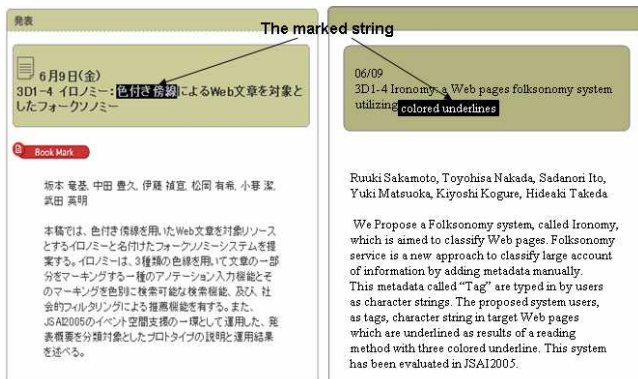 The marked string
発表
6月9日(金)
3D1-4 イロノミー: 色付き傍線によるWeb文章を対象と
したフォークソノミー
Book Mark
坂本 竜基, 中田 豊久, 伊藤 禎宣, 松岡 有希, 小暮 潔,
武田 英明
本稿では、色付き傍線を用いたWeb文章を対象リソース
とするイロノミーと名付けたフォークソノミーシステムを提
案する。イロノミーは、3種類の色傍線を用いて文章の一部
分をマーキングする一種のアノテーション入力機能とそ
のマーキングを色別に検索可能な検索機能、及び、社
会的フィルタリングによる推薦機能を有する。また、
JSAI2005のイベント空間支援の一環として運用した、発
表概要を分類対象としたプロトタイプの説明と運用結果
を述べる。
06/09
3D1-4 Ironomy: a Web pages folksonomy system
utilizing colored underlines
Ruuki Sakamoto, Toyohisa Nakada, Sadanori Ito,
Yuki Matsuoka, Kiyoshi Kogure, Hideaki Takeda
We Propose a Folksonomy system, called Ironomy,
which is aimed to classify Web pages. Folksonomy
service is a new approach to classify large account
of information by adding metadata manually.
This metadata called “Tag” are typed in by users
as character strings. The proposed system users,
as tags, character string in target Web pages
which are underlined as results of a reading
method with three colored underline. This system
has been evaluated in JSAI2005.